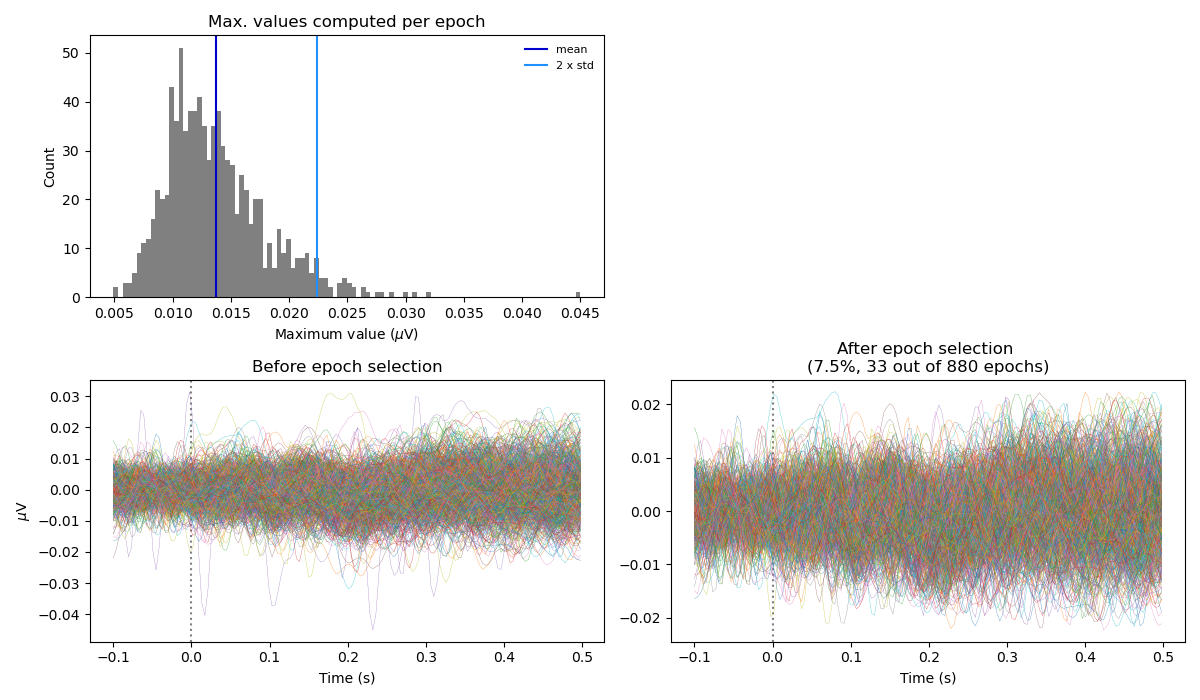 Max. values computed per epoch
Count
50
40
30
20
10
0
mean
2 x std
0.005 0.010 0.015 0.020 0.025 0.030 0.035 0.040 0.045
Maximum value (μV)
Before epoch selection
μV
0.03
0.02
0.01
0.00
−0.01
−0.02
−0.03
−0.04
−0.1 0.0 0.1 0.2 0.3 0.4 0.5
Time (s)
After epoch selection
(7.5%, 33 out of 880 epochs)
0.02
0.01
0.00
−0.01
−0.02
−0.1 0.0 0.1 0.2 0.3 0.4 0.5
Time (s)